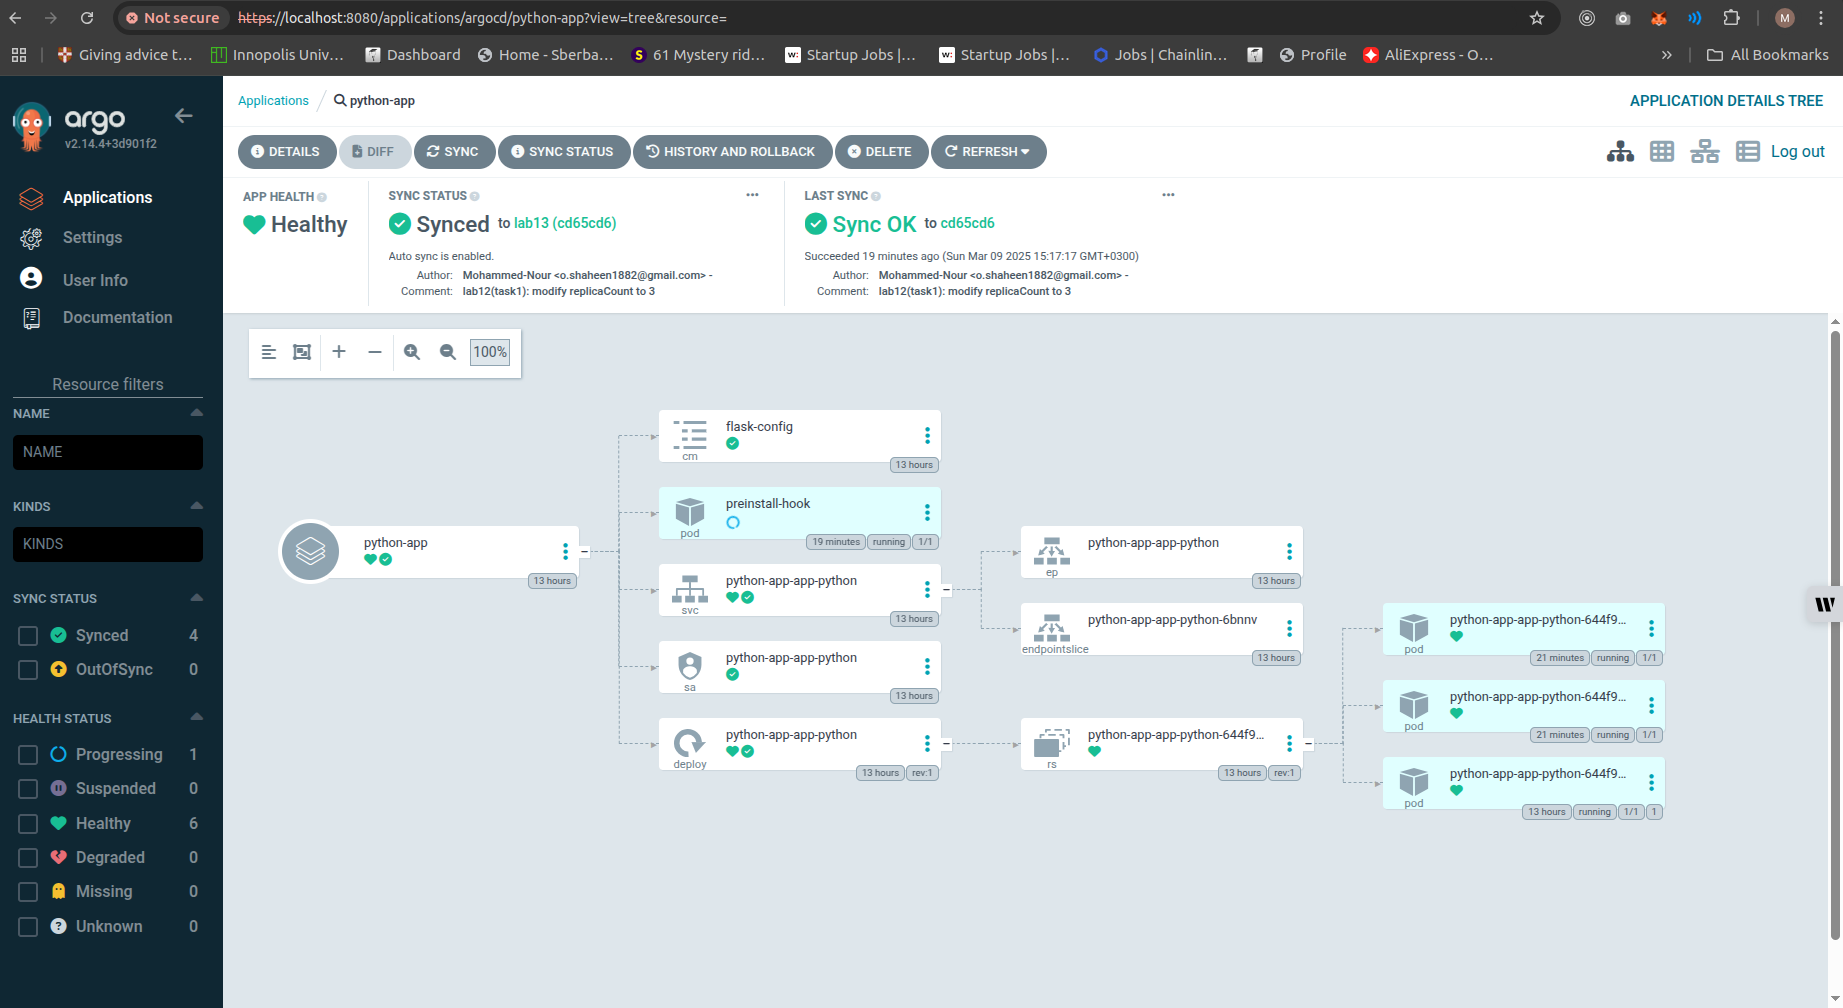 Not secure https://localhost:8080/applications/argocd/python-app?view=tree&resource=
M
Giving advice t... Innopolis Univ... Dashboard Home - Sberba... S 61 Mystery rid... w: Startup Jobs |... w: Startup Jobs |... Jobs | Chainlin... Profile AliExpress - O... » All Bookmarks
argo
v2.14.4+3d901f2
Applications
Settings
User Info
Documentation
Resource filters
NAME
NAME
KINDS
KINDS
SYNC STATUS
Synced 4
OutOfSync 0
HEALTH STATUS
Progressing 1
Suspended 0
Healthy 6
Degraded 0
Missing 0
Unknown 0
Applications / python-app
APPLICATION DETAILS TREE
DETAILS DIFF SYNC SYNC STATUS HISTORY AND ROLLBACK DELETE REFRESH
Log out
APP HEALTH
Healthy
SYNC STATUS
Synced to lab13 (cd65cd6)
Auto sync is enabled.
Author: Mohammed-Nour <o.shaheen1882@gmail.com> -
Comment: lab12(task1): modify replicaCount to 3
LAST SYNC
Sync OK to cd65cd6
Succeeded 19 minutes ago (Sun Mar 09 2025 15:17:17 GMT+0300)
Author: Mohammed-Nour <o.shaheen1882@gmail.com> -
Comment: lab12(task1): modify replicaCount to 3
100%
python-app
13 hours
flask-config
cm
13 hours
preinstall-hook
pod
19 minutes running 1/1
python-app-app-python
svc
13 hours
python-app-app-python
sa
13 hours
python-app-app-python
deploy
13 hours rev:1
python-app-app-python
ep
13 hours
python-app-app-python-6bnnv
endpointslice
13 hours
python-app-app-python-644f9...
rs
13 hours rev:1
python-app-app-python-644f9...
pod
21 minutes running 1/1
python-app-app-python-644f9...
pod
21 minutes running 1/1
python-app-app-python-644f9...
pod
13 hours running 1/1 1
W